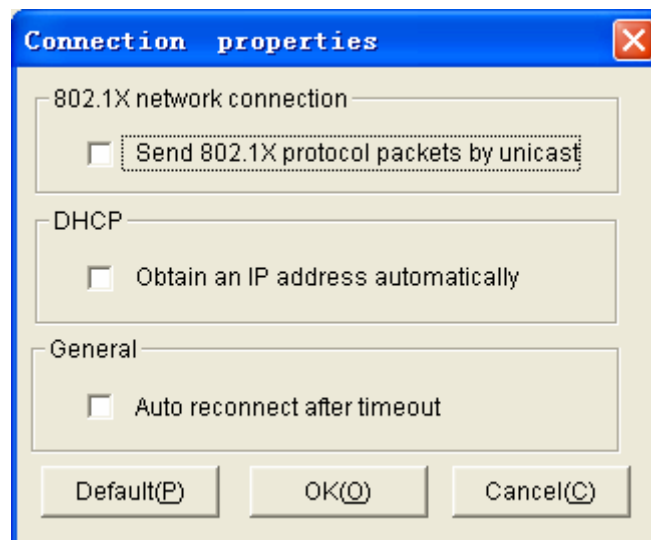 Connection properties
802.1X network connection
Send 802.1X protocol packets by unicast
DHCP
Obtain an IP address automatically
General
Auto reconnect after timeout
Default(P) OK(O) Cancel(C)